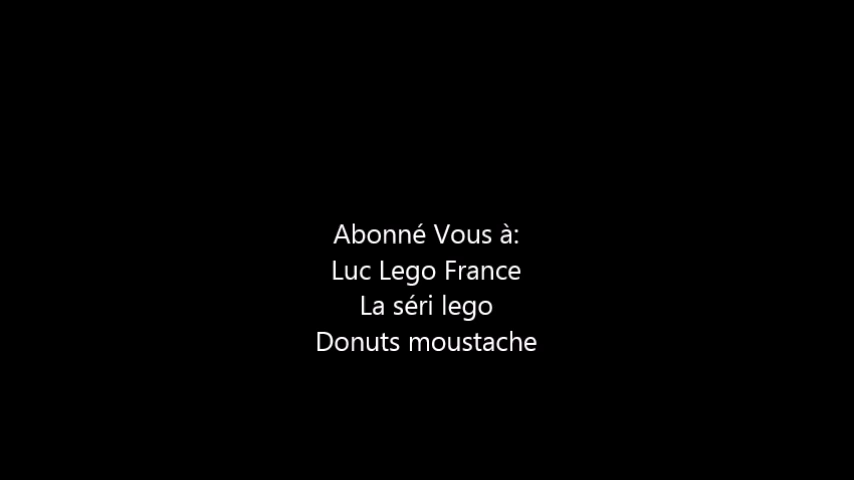 Abonné Vous à:
Luc Lego France
La séri lego
Donuts moustache